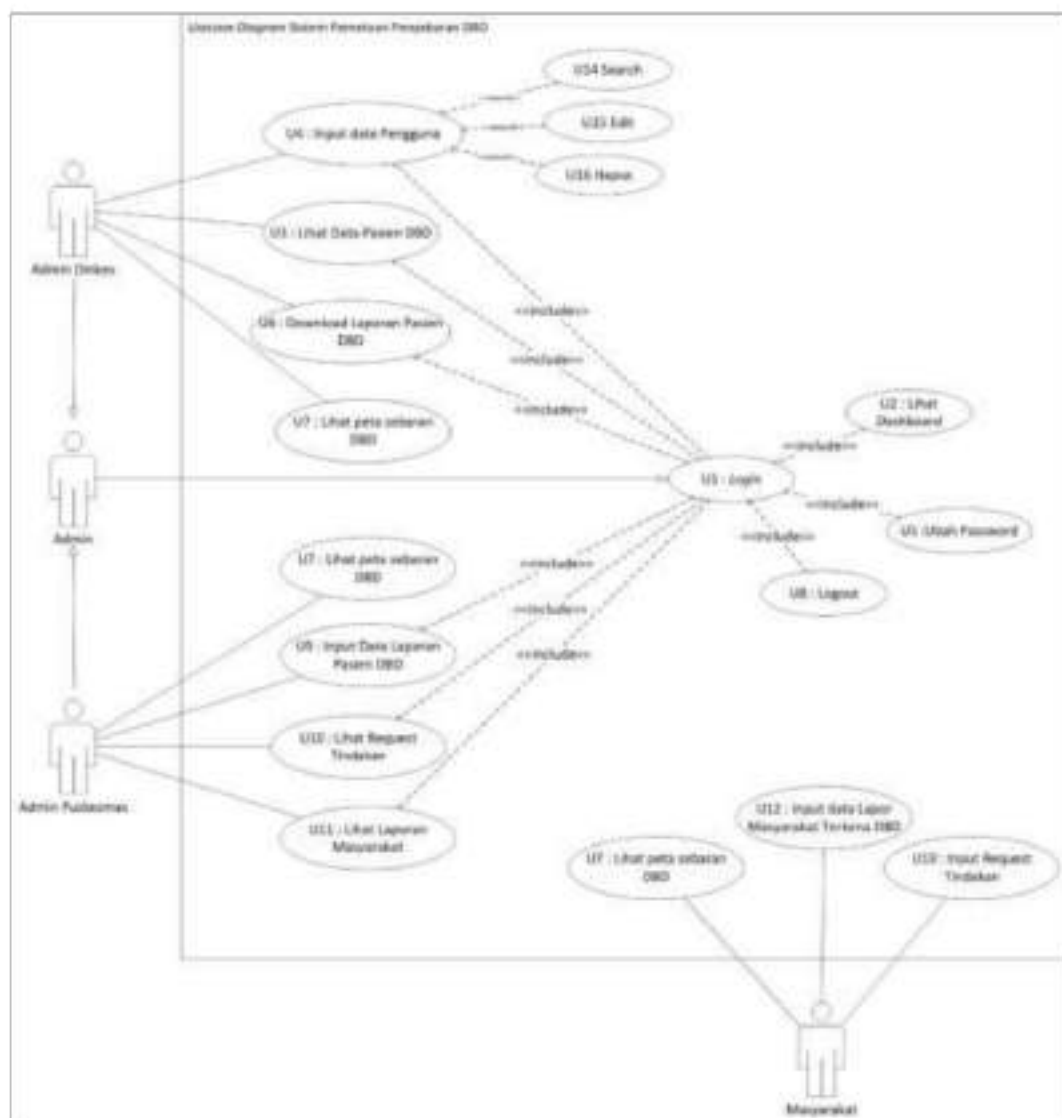 Usecase Diagram Sistem Pemetaan Penyebaran DBD
U14 Search
U4 : Input data Pengguna
U15 Edit
U16 Hapus
Admin Dinkes
U3 : Lihat Data Pasien DBD
U6 : Download Laporan Pasien
DBD
<<include>>
<<include>>
<<include>>
U7 : Lihat peta sebaran
DBD
U2 : Lihat
Dashboard
<<include>>
U1 : Login
Admin
<<include>>
Ubah Password
<<include>>
U8 : Logout
U7 : Lihat peta sebaran
DBD
<<include>>
<<include>>
<<include>>
U9 : Input Data Laporan
Pasien DBD
U10 : Lihat Request
Tindakan
Admin Puskesmas
U11 : Lihat Laporan
Masyarakat
U12 : Input data Lapor
Masyarakat Terkena DBD
U7 : Lihat peta sebaran
DBD
U13 : Input Request
Tindakan
Masyarakat